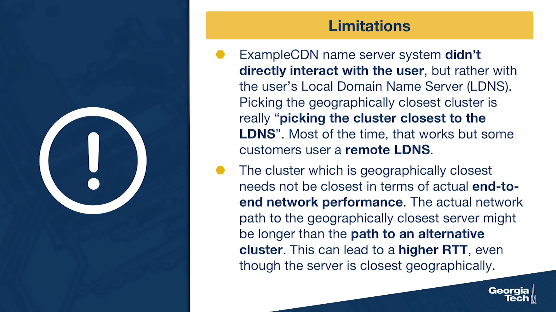 Limitations
ExampleCDN name server system didn't
directly interact with the user, but rather with
the user's Local Domain Name Server (LDNS).
Picking the geographically closest cluster is
really “picking the cluster closest to the
LDNS”. Most of the time, that works but some
customers user a remote LDNS.
The cluster which is geographically closest
needs not be closest in terms of actual end-to-
end network performance. The actual network
path to the geographically closest server might
be longer than the path to an alternative
cluster. This can lead to a higher RTT, even
though the server is closest geographically.
Georgia
Tech